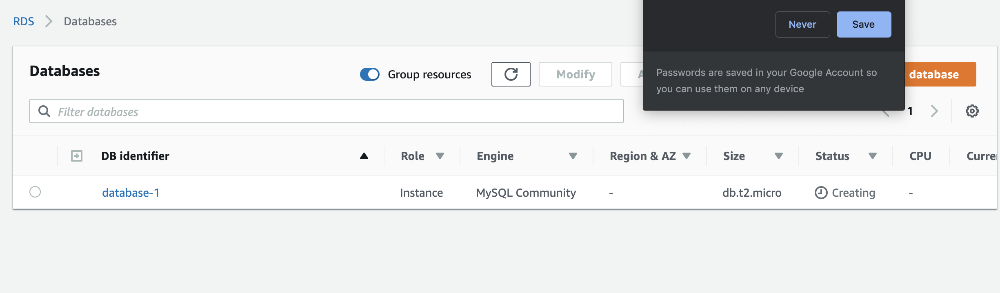 RDS Databases
Never Save
Passwords are saved in your Google Account so
you can use them on any device
Databases Group resources Modify database
Filter databases 1
DB identifier Role Engine Region & AZ Size Status CPU
database-1 Instance MySQL Community - db.t2.micro Creating -